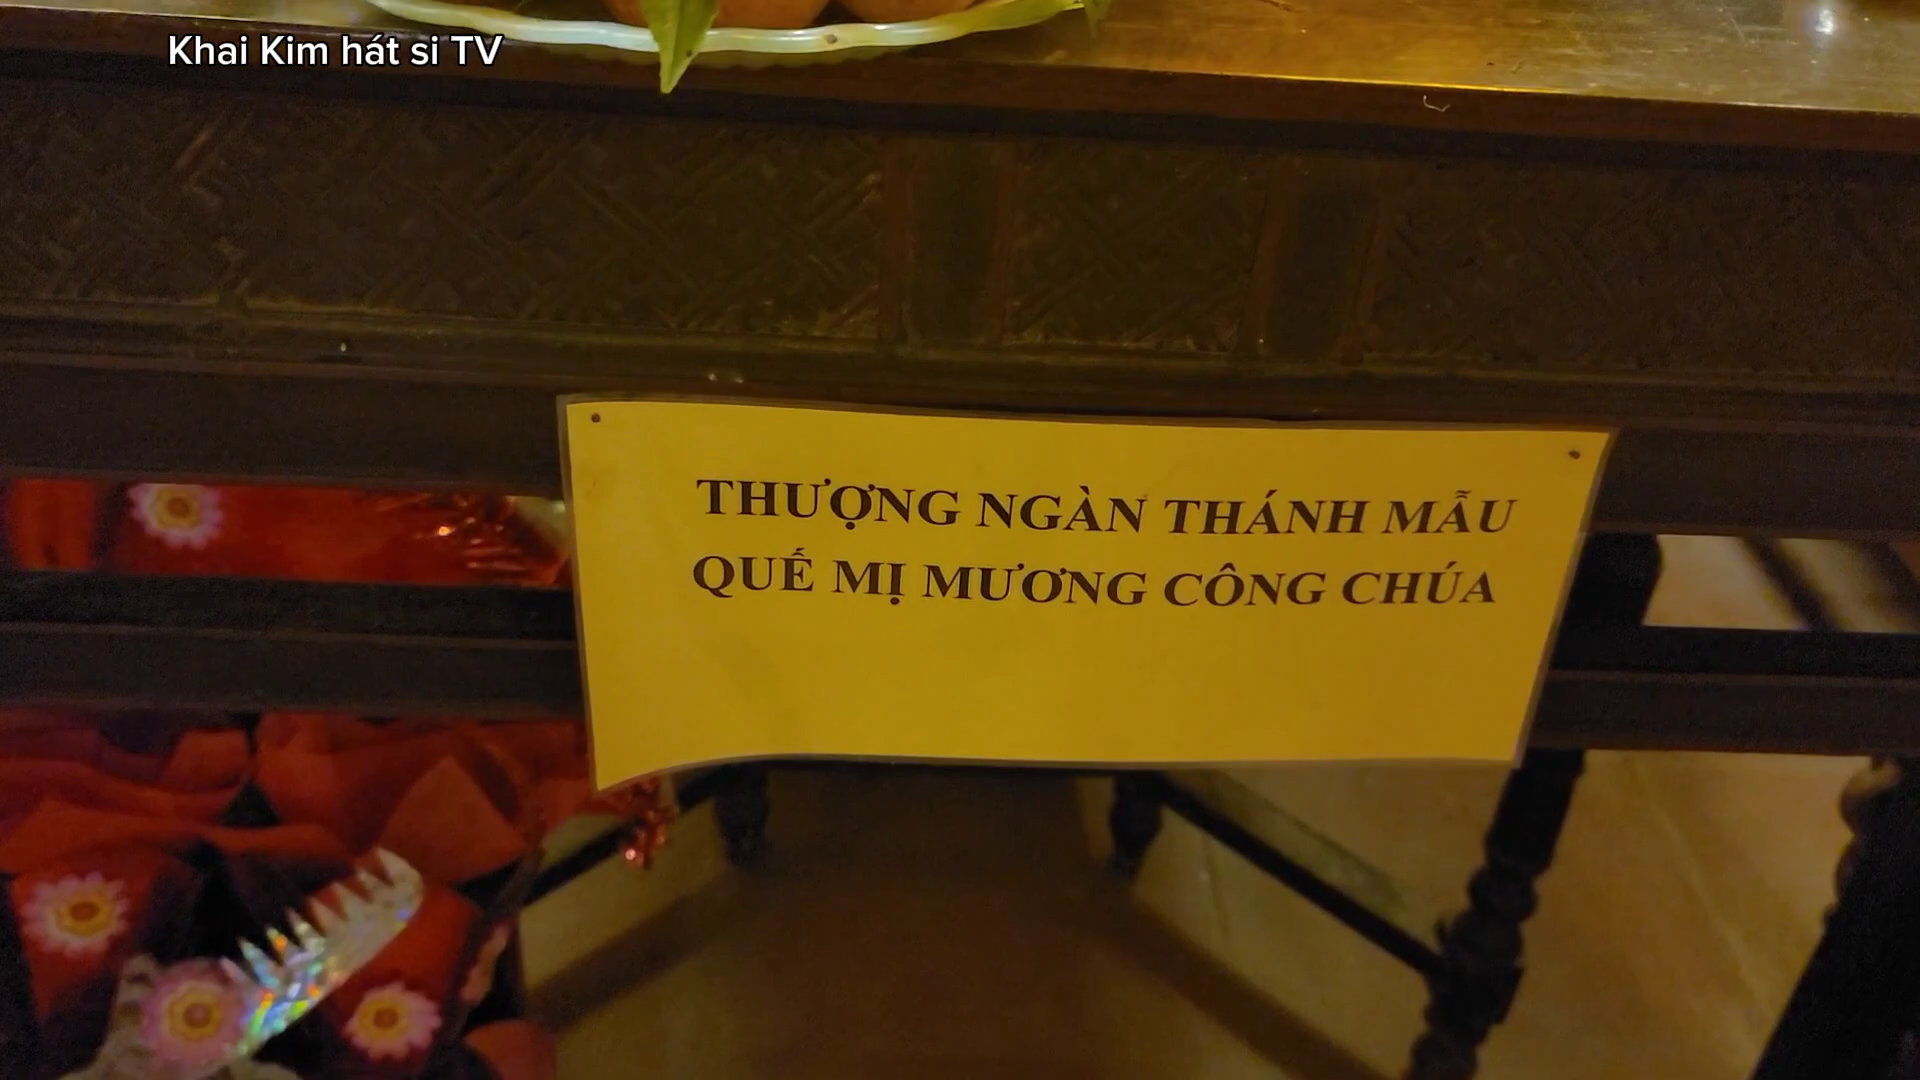 Khai Kim hát si TV
THƯỢNG NGÀN THÁNH MẪU
QUẾ MỊ MƯƠNG CÔNG CHÚA